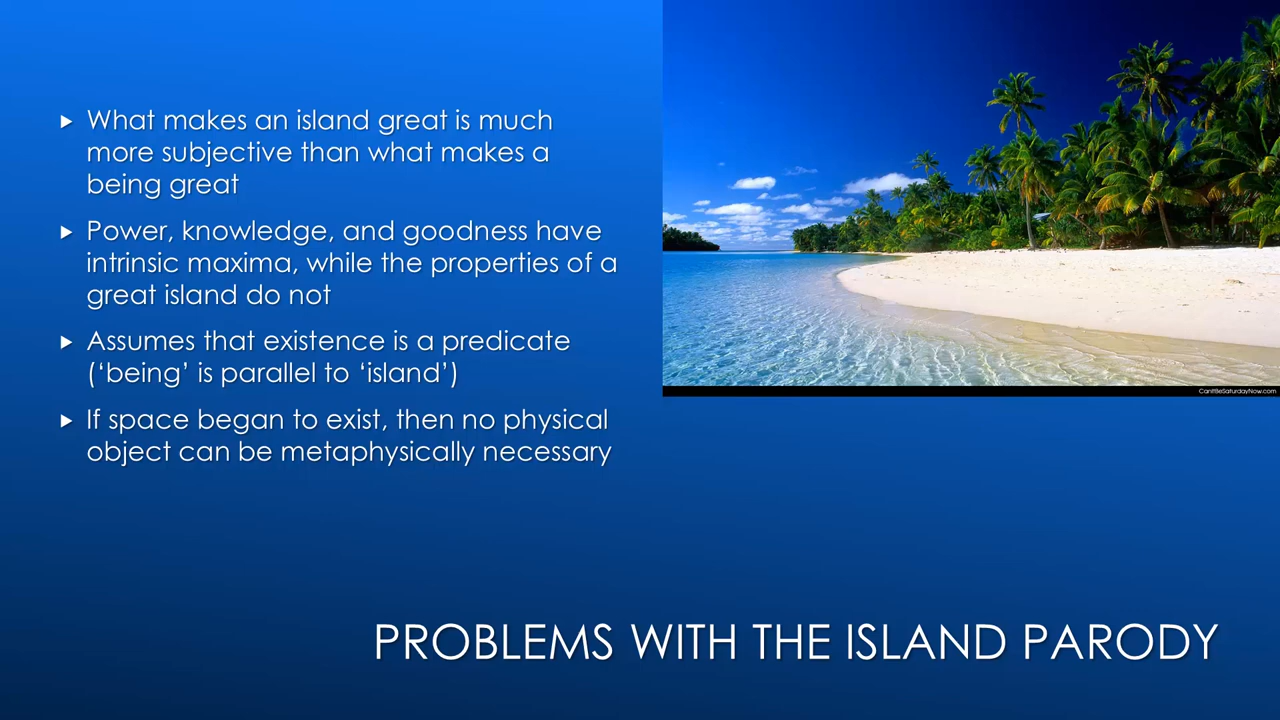 What makes an island great is much
more subjective than what makes a
being great
Power, knowledge, and goodness have
intrinsic maxima, while the properties of a
great island do not
Assumes that existence is a predicate
(‘being’ is parallel to ‘island’)
If space began to exist, then no physical
object can be metaphysically necessary
CanItBeSaturdayNow.com
PROBLEMS WITH THE ISLAND PARODY